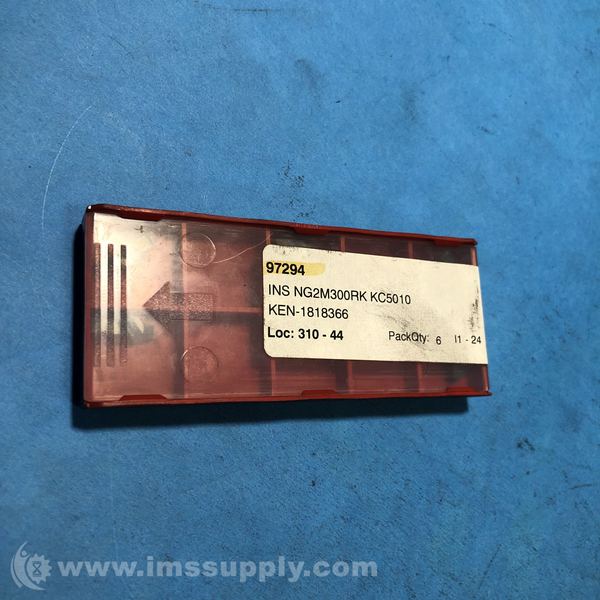 97294
INS NG2M300RK KC5010
KEN-1818366
Loc: 310 - 44 PackQty: 6 I1 - 24
www.imssupply.com